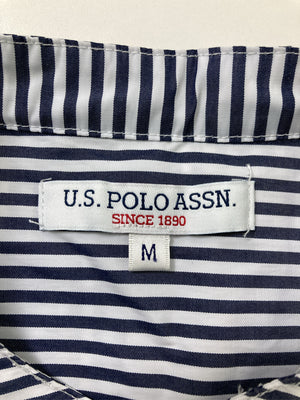 U.S. POLO ASSN.
SINCE 1890
M